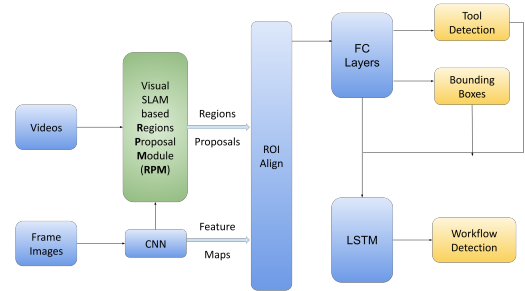 Videos
Frame
Images
Visual
SLAM
based
Regions
Proposal
Module
(RPM)
CNN
Regions
Proposals
Feature
Maps
ROI
Align
FC
Layers
Tool
Detection
Bounding
Boxes
LSTM
Workflow
Detection